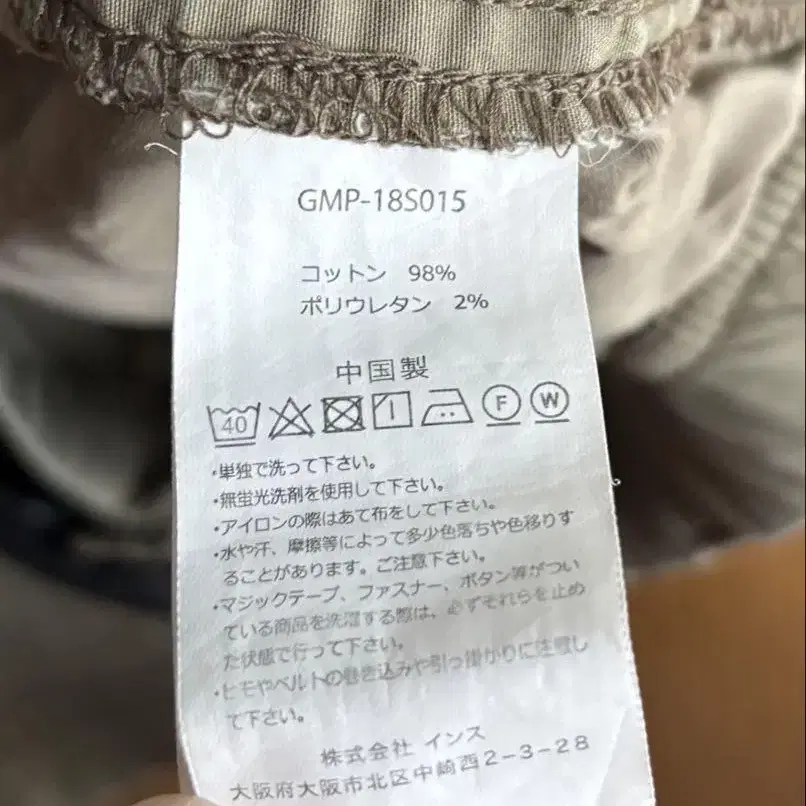 GMP-18S015
コットン 98%
ポリウレタン 2%
中国製
40 F W
・単独で洗って下さい。
・無蛍光洗剤を使用して下さい。
・アイロンの際はあて布をして下さい。
・水や汗、摩擦等によって多少色落ちや色移りす
ることがあります。ご注意下さい。
・マジックテープ、ファスナー、ボタン等がつい
ている商品を洗濯する際は、必ずそれらを止め
た状態で行って下さい。
・ヒモやベルトの巻き込みや引っ掛かりに注意し
て下さい。
株式会社 インス
大阪府大阪市北区中崎西2-3-28